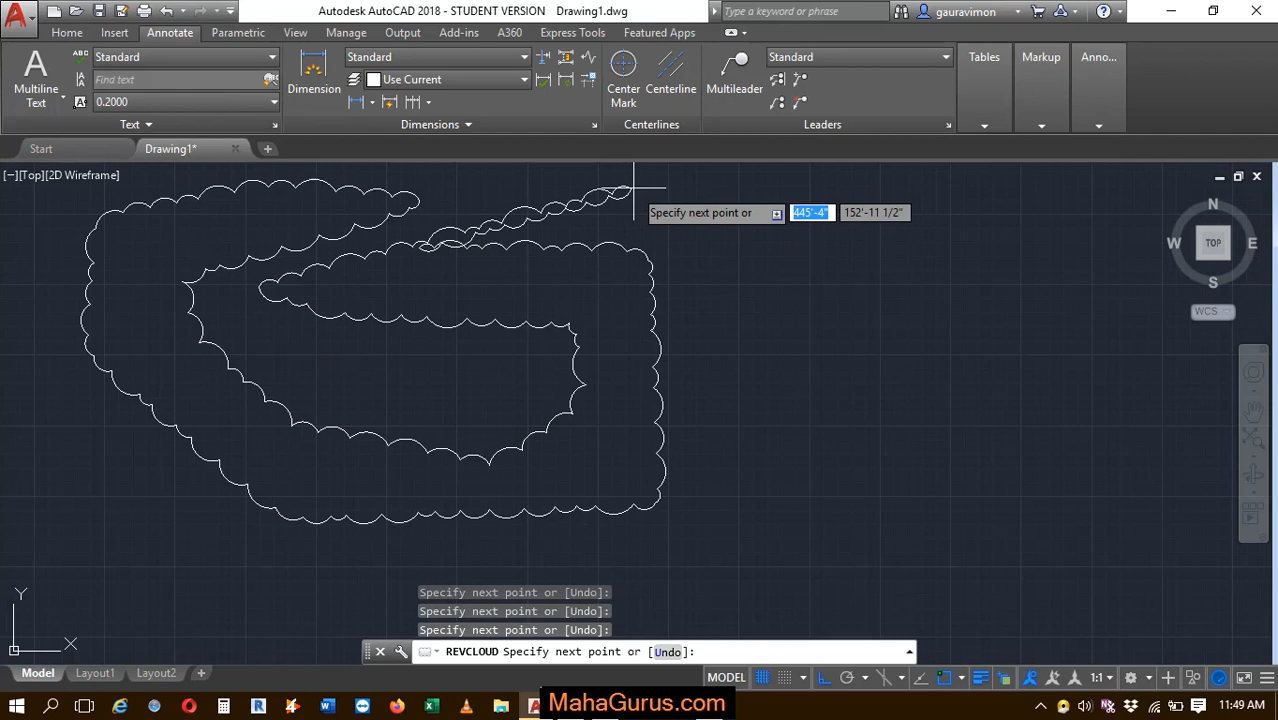 Autodesk AutoCAD 2018 - STUDENT VERSION Drawing1.dwg
Type a keyword or phrase
gauravimon
Home Insert Annotate Parametric View Manage Output Add-ins A360 Express Tools Featured Apps
Multiline Text
Standard
Find text
0.2000
Text
Dimension
Standard
Use Current
Dimensions
Center Mark
Centerline
Centerlines
Multileader
Standard
Leaders
Tables
Markup
Anno...
Start
Drawing1*
[−][Top][2D Wireframe]
N
W
TOP
E
S
WCS
Specify next point or
445'-4"
152'-11 1/2"
Y
X
Specify next point or [Undo]:
Specify next point or [Undo]:
Specify next point or [Undo]:
REVCLOUD Specify next point or [Undo]:
Model Layout1 Layout2
MODEL
1:1
MahaGurus.com
11:49 AM